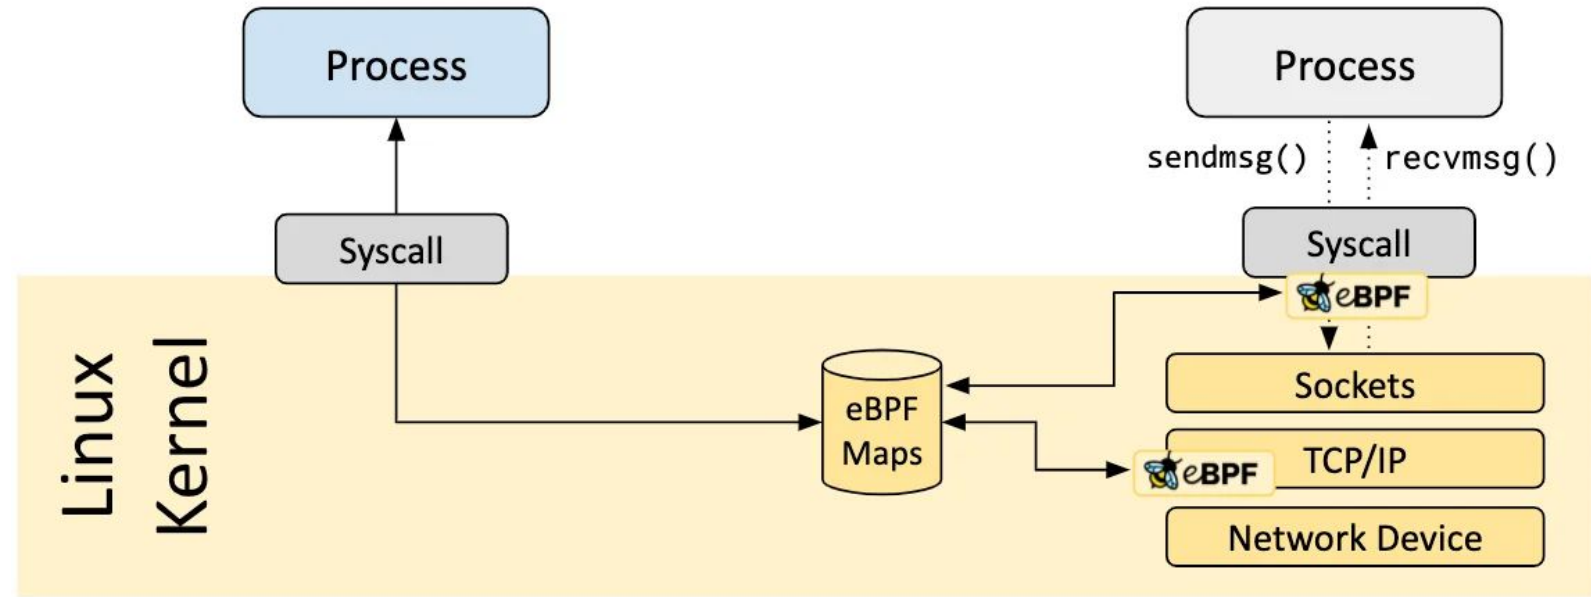 Process
Process
sendmsg()
recvmsg()
Syscall
Syscall
eBPF
Linux
Kernel
eBPF
Maps
Sockets
eBPF
TCP/IP
Network Device